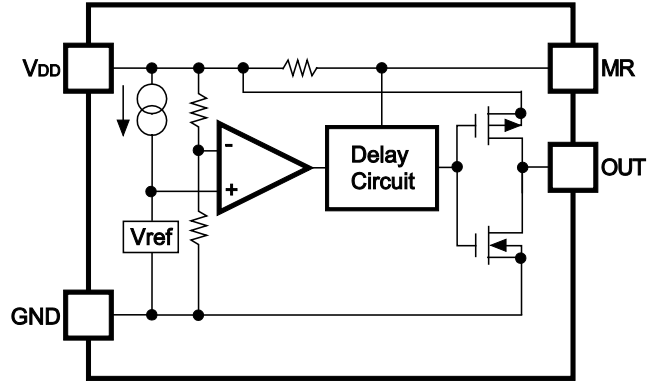 VDD
MR
-
+
Delay
Circuit
OUT
Vref
GND